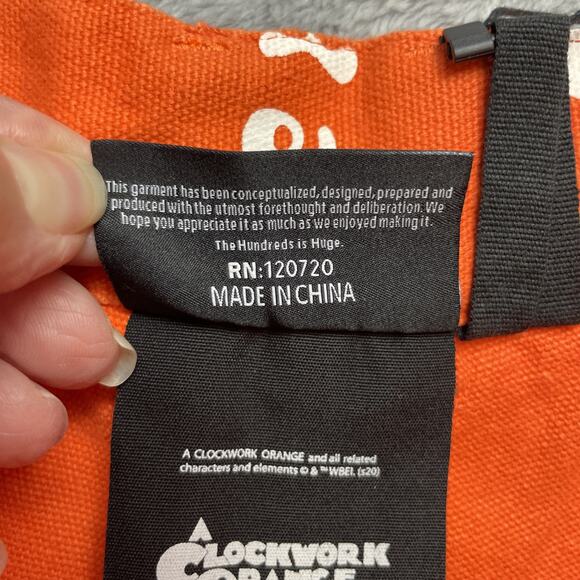 This garment has been conceptualized, designed, prepared and
produced with the utmost forethought and deliberation. We
hope you appreciate it as much as we enjoyed making it.
The Hundreds is Huge.
RN:120720
MADE IN CHINA
A CLOCKWORK ORANGE and all related
characters and elements © & ™ WBEI. (s20)
A
CLOCKWORK
ORANGE